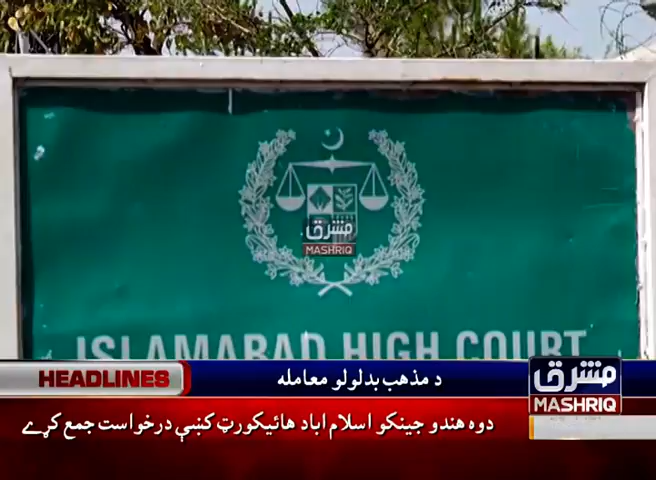 مشرق
MASHRIQ
ISLAMABAD HIGH COURT
HEADLINES
د مذهب بدلولو معامله
مشرق
MASHRIQ
دوه هندو جينکو اسلام اباد هائيکورټ کښې درخواست جمع کړے